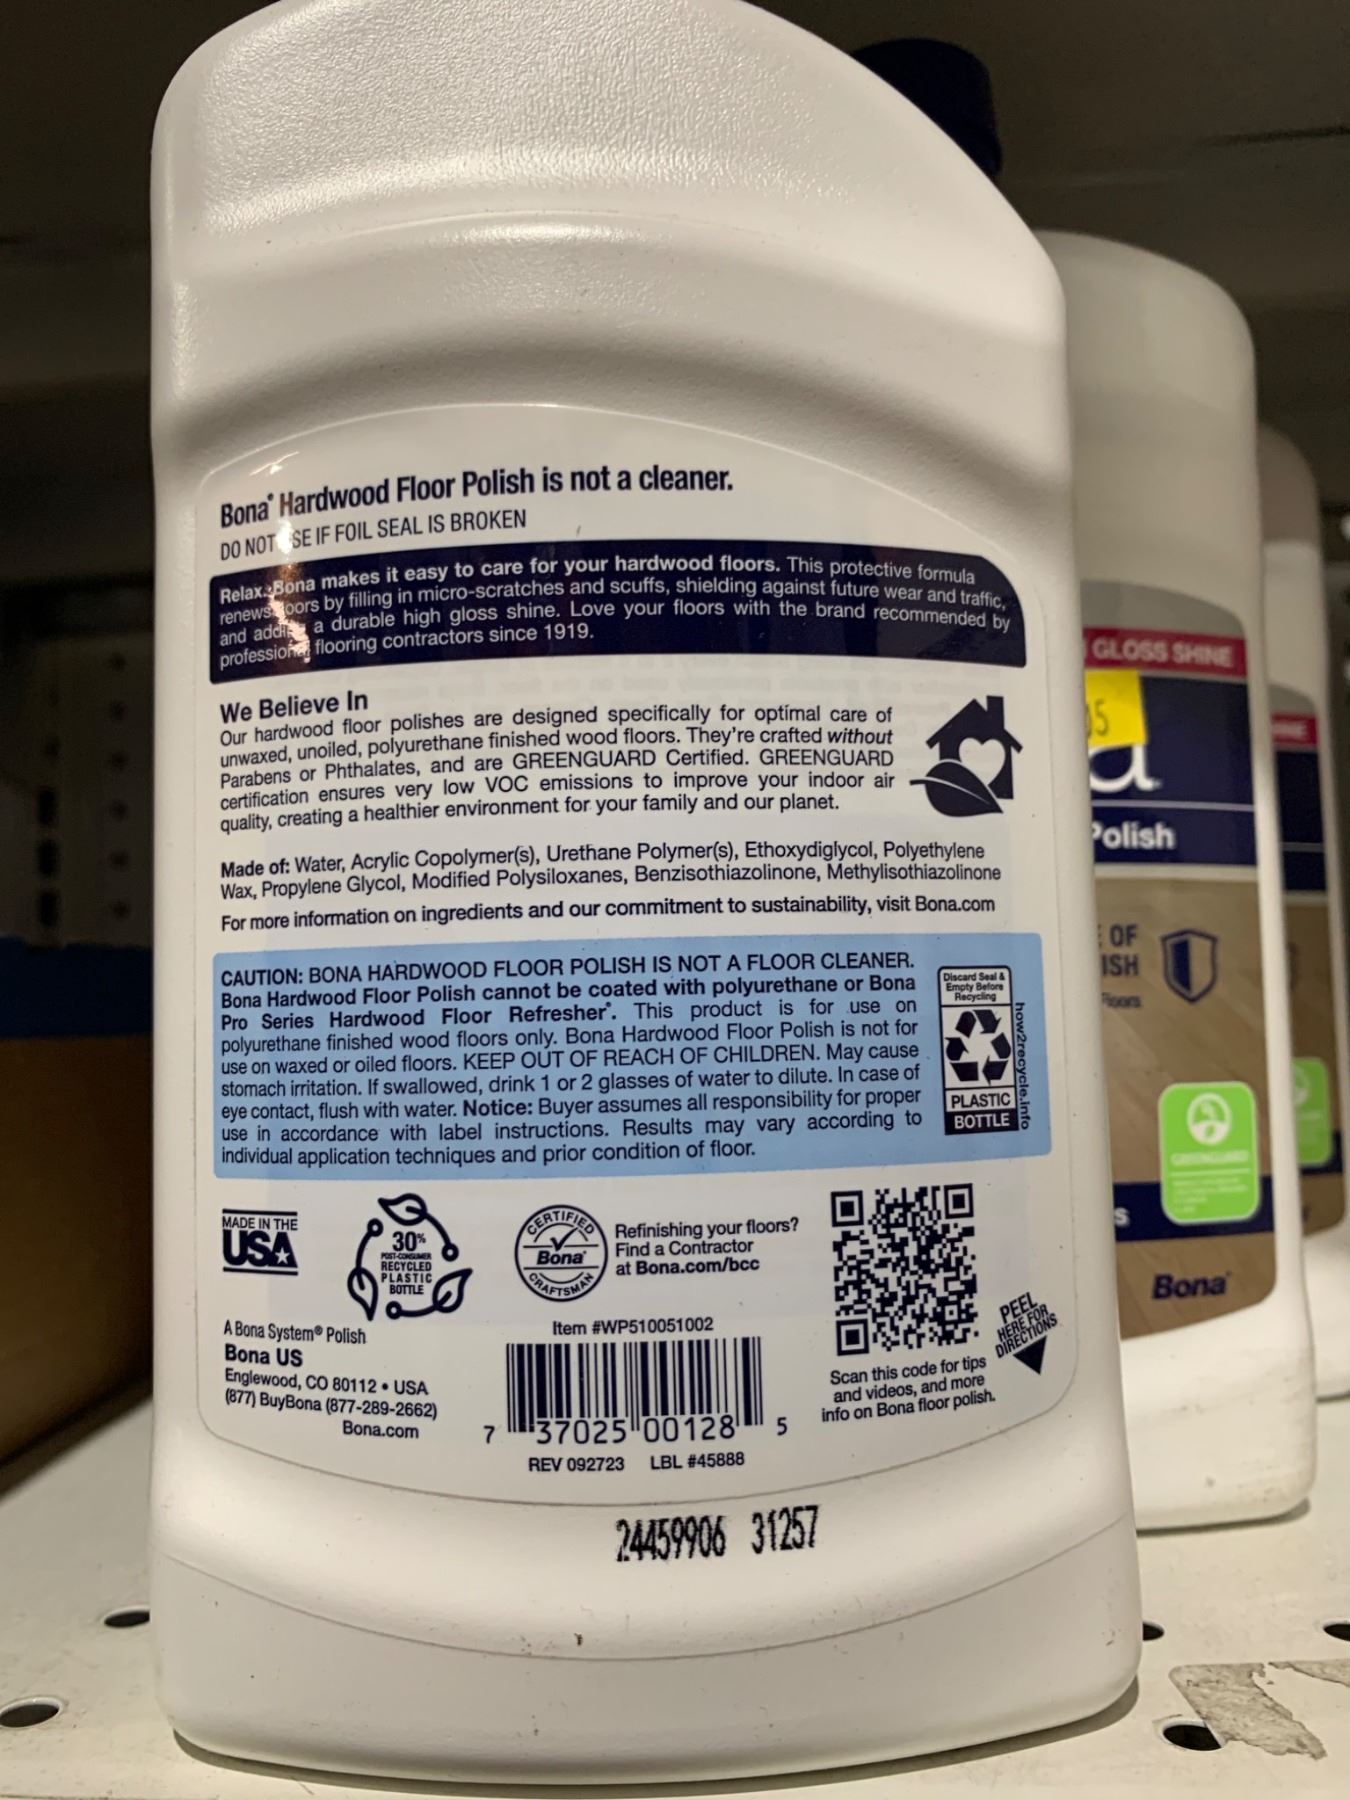 Bona® Hardwood Floor Polish is not a cleaner.
DO NOT USE IF FOIL SEAL IS BROKEN
Relax. Bona makes it easy to care for your hardwood floors. This protective formula
renews floors by filling in micro-scratches and scuffs, shielding against future wear and traffic,
and adding a durable high gloss shine. Love your floors with the brand recommended by
professional flooring contractors since 1919.
We Believe In
Our hardwood floor polishes are designed specifically for optimal care of
unwaxed, unoiled, polyurethane finished wood floors. They're crafted without
Parabens or Phthalates, and are GREENGUARD Certified. GREENGUARD
certification ensures very low VOC emissions to improve your indoor air
quality, creating a healthier environment for your family and our planet.
Made of: Water, Acrylic Copolymer(s), Urethane Polymer(s), Ethoxydiglycol, Polyethylene
Wax, Propylene Glycol, Modified Polysiloxanes, Benzisothiazolinone, Methylisothiazolinone
For more information on ingredients and our commitment to sustainability, visit Bona.com
CAUTION: BONA HARDWOOD FLOOR POLISH IS NOT A FLOOR CLEANER.
Bona Hardwood Floor Polish cannot be coated with polyurethane or Bona
Pro Series Hardwood Floor Refresher®. This product is for use on
polyurethane finished wood floors only. Bona Hardwood Floor Polish is not for
use on waxed or oiled floors. KEEP OUT OF REACH OF CHILDREN. May cause
stomach irritation. If swallowed, drink 1 or 2 glasses of water to dilute. In case of
eye contact, flush with water. Notice: Buyer assumes all responsibility for proper
use in accordance with label instructions. Results may vary according to
individual application techniques and prior condition of floor.
Discard Seal &
Empty Before
Recycling
PLASTIC
BOTTLE
how2recycle.info
MADE IN THE
USA
30%
POST-CONSUMER
RECYCLED
PLASTIC
BOTTLE
CERTIFIED
Bona®
CRAFTSMAN
Refinishing your floors?
Find a Contractor
at Bona.com/bcc
A Bona System® Polish
Bona US
Englewood, CO 80112 • USA
(877) BuyBona (877-289-2662)
Bona.com
Item #WP510051002
7 37025 00128 5
REV 092723 LBL #45888
Scan this code for tips
and videos, and more
info on Bona floor polish.
PEEL
HERE FOR
DIRECTIONS
24459906 31257
GLOSS SHINE
95
a
Polish
OF
ISH
Floors
GREENGUARD
s
Bona®